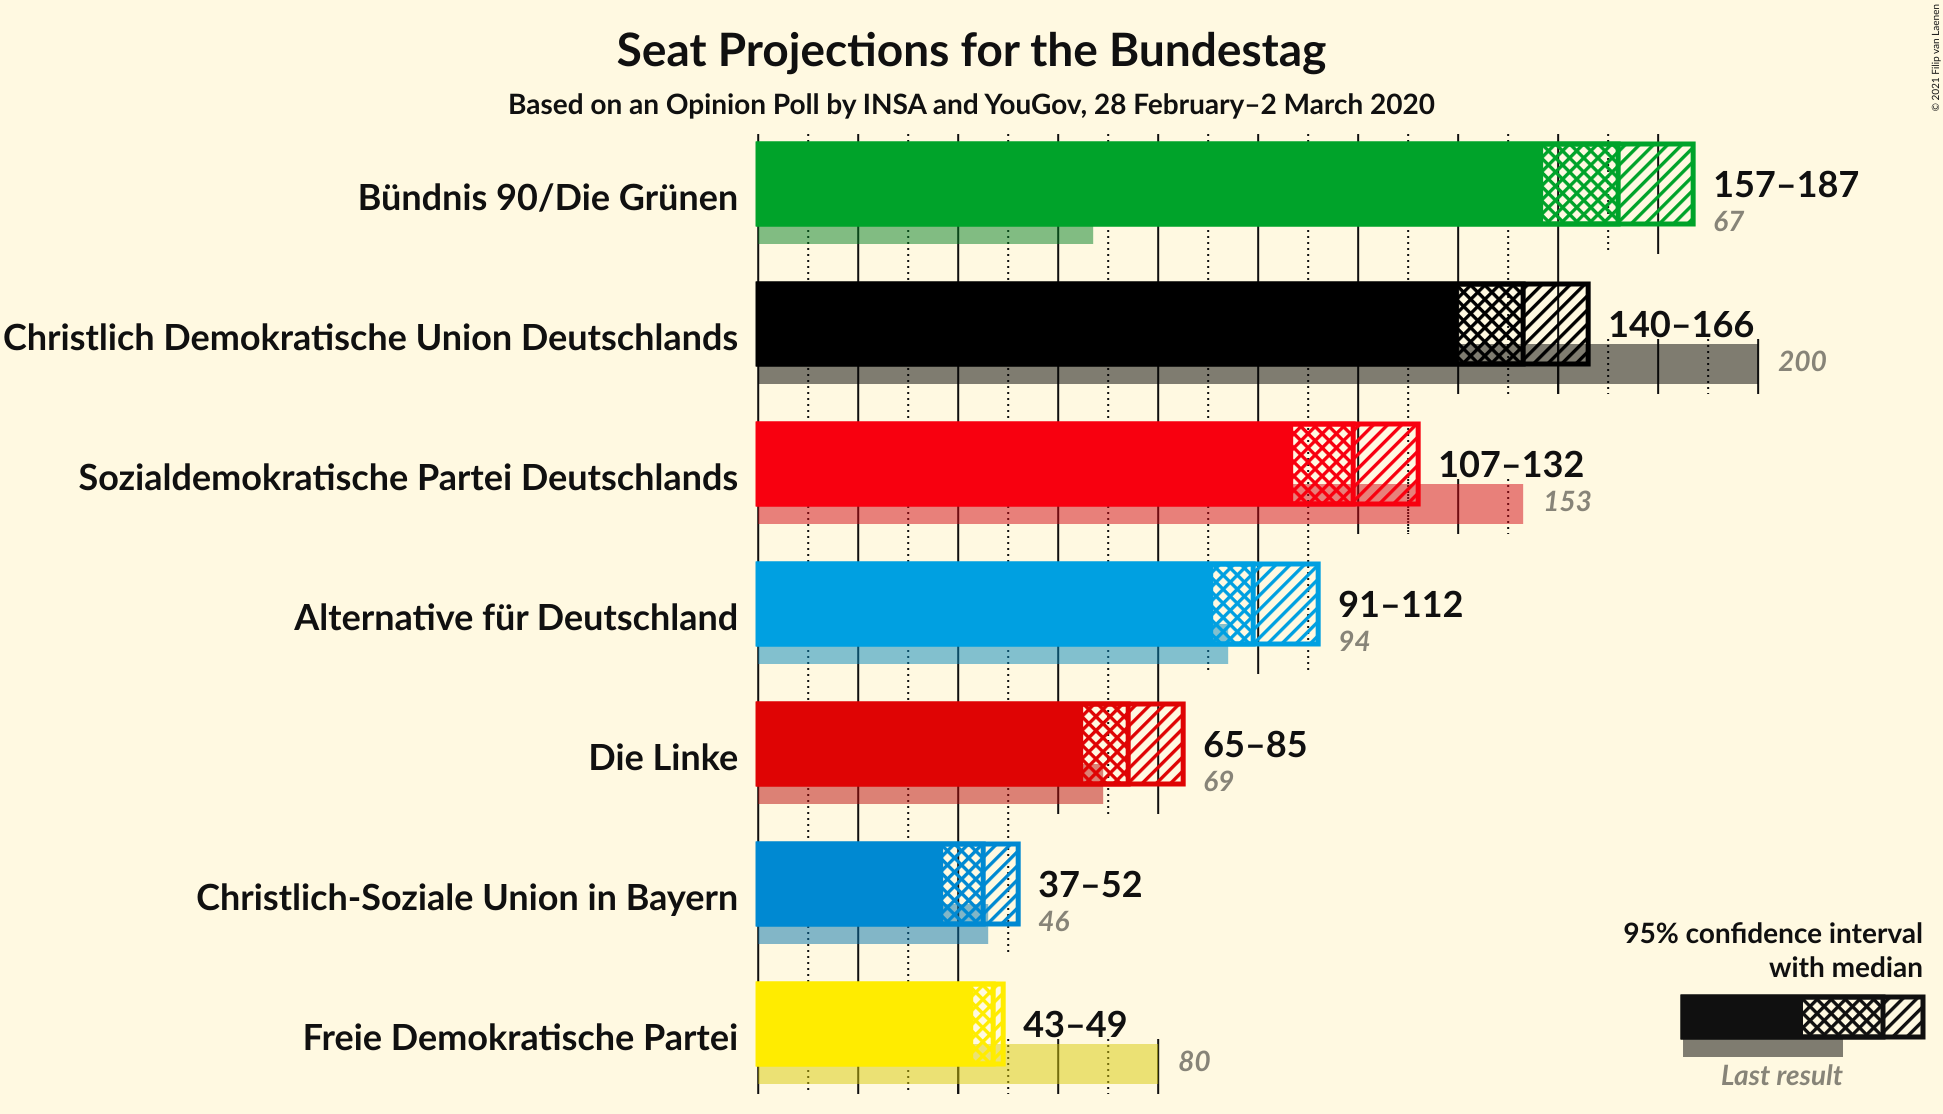 Seat Projections for the Bundestag
Based on an Opinion Poll by INSA and YouGov, 28 February–2 March 2020
© 2021 Filip van Laenen
Bündnis 90/Die Grünen
157–187
67
Christlich Demokratische Union Deutschlands
140–166
200
Sozialdemokratische Partei Deutschlands
107–132
153
Alternative für Deutschland
91–112
94
Die Linke
65–85
69
Christlich-Soziale Union in Bayern
37–52
46
Freie Demokratische Partei
43–49
80
95% confidence interval
with median
Last result